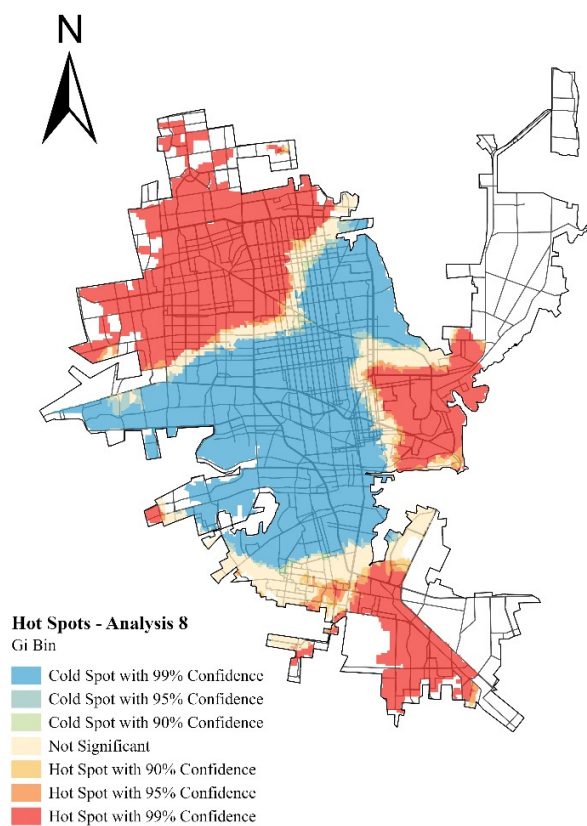 N
Hot Spots - Analysis 8
Gi Bin
Cold Spot with 99% Confidence
Cold Spot with 95% Confidence
Cold Spot with 90% Confidence
Not Significant
Hot Spot with 90% Confidence
Hot Spot with 95% Confidence
Hot Spot with 99% Confidence